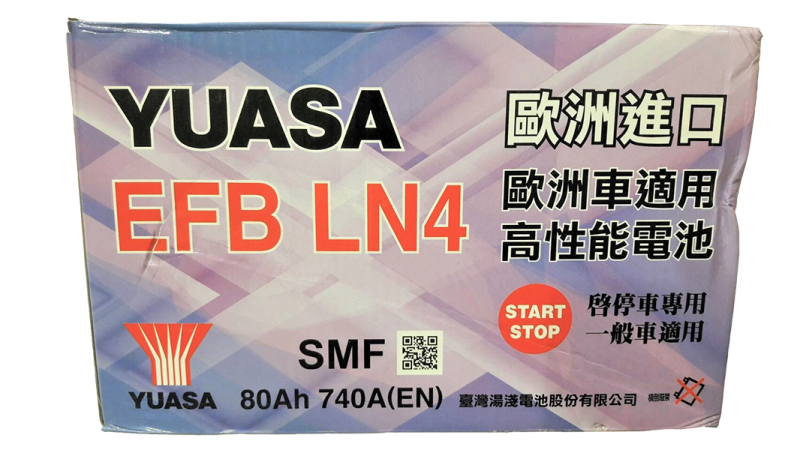 YUASA
EFB LN4
歐洲進口
歐洲車適用
高性能電池
START
STOP
啓停車專用
一般車適用
SMF
YUASA
80Ah 740A(EN)
臺灣湯淺電池股份有限公司